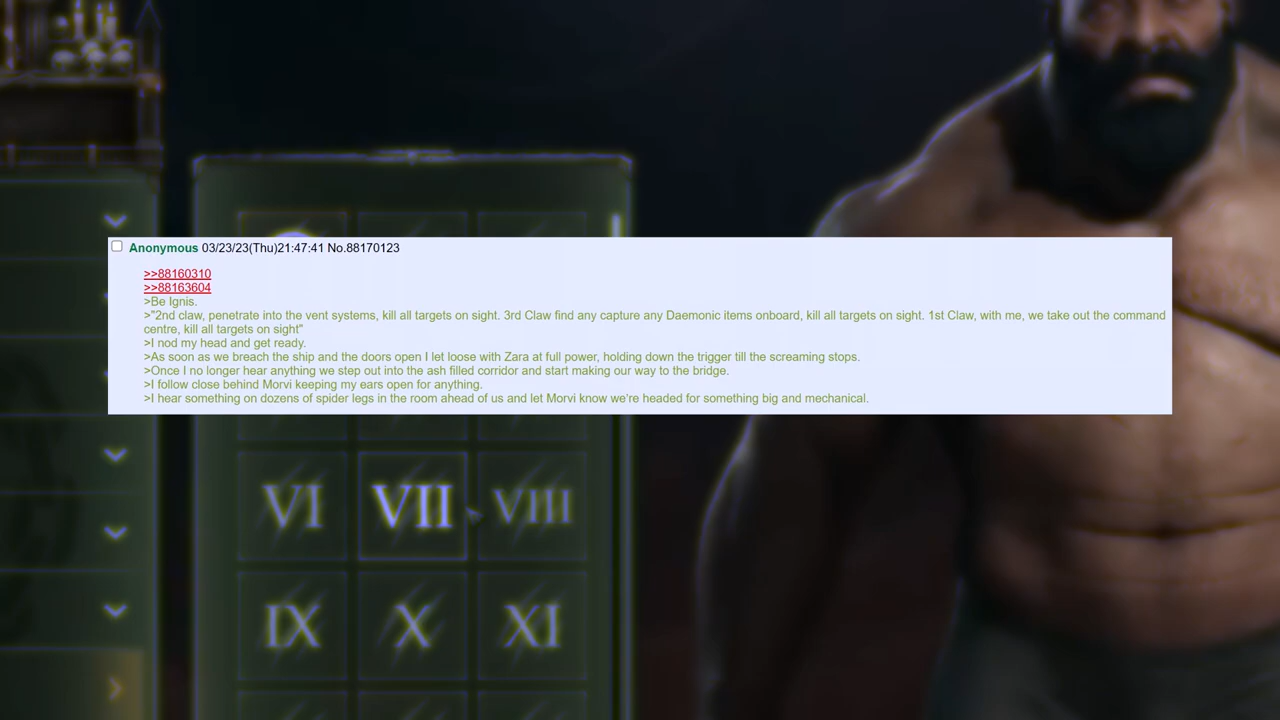 Anonymous 03/23/23(Thu)21:47:41 No.88170123
>>88160310
>>88163604
>Be Ignis.
>"2nd claw, penetrate into the vent systems, kill all targets on sight. 3rd Claw find any capture any Daemonic items onboard, kill all targets on sight. 1st Claw, with me, we take out the command
centre, kill all targets on sight"
>I nod my head and get ready.
>As soon as we breach the ship and the doors open I let loose with Zara at full power, holding down the trigger till the screaming stops.
>Once I no longer hear anything we step out into the ash filled corridor and start making our way to the bridge.
>I follow close behind Morvi keeping my ears open for anything.
>I hear something on dozens of spider legs in the room ahead of us and let Morvi know we're headed for something big and mechanical.
VI VII VIII
IX X XI